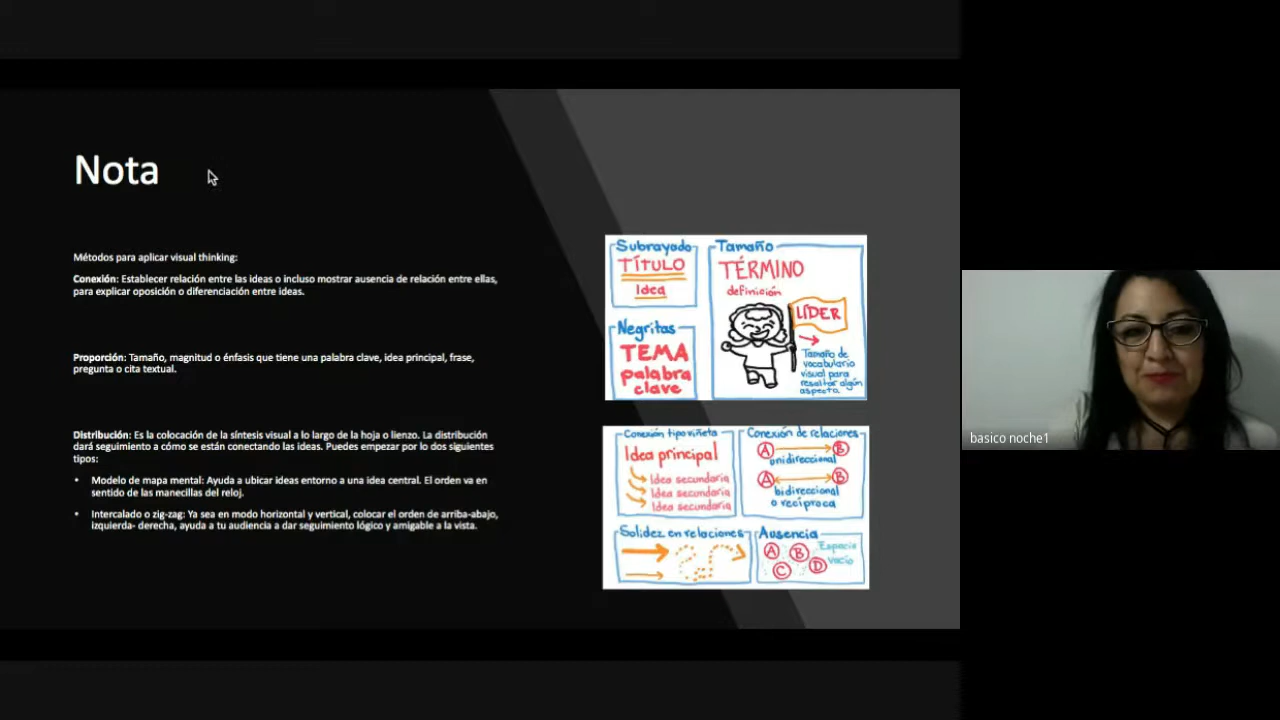 Nota
Métodos para aplicar visual thinking:
Conexión: Establecer relación entre las ideas o incluso mostrar ausencia de relación entre ellas,
para explicar oposición o diferenciación entre ideas.
Proporción: Tamaño, magnitud o énfasis que tiene una palabra clave, idea principal, frase,
pregunta o cita textual.
Distribución: Es la colocación de la síntesis visual a lo largo de la hoja o lienzo. La distribución
dará seguimiento a cómo se están conectando las ideas. Puedes empezar por lo dos siguientes
tipos:
• Modelo de mapa mental: Ayuda a ubicar ideas entorno a una idea central. El orden va en
sentido de las manecillas del reloj.
• Intercalado o zig-zag: Ya sea en modo horizontal y vertical, colocar el orden de arriba-abajo,
izquierda- derecha, ayuda a tu audiencia a dar seguimiento lógico y amigable a la vista.
Subrayado
TÍTULO
Idea
Negritas
TEMA
palabra
clave
Tamaño
TÉRMINO
definición
LÍDER
Tamaño de
vocabulario
visual para
resaltar algún
aspecto.
Conexión tipo viñeta
Idea principal
Idea secundaria
Idea secundaria
Idea secundaria
Conexión de relaciones
A B
unidireccional
A B
bidireccional
o recíproca
Solidez en relaciones
Ausencia
A B
C D
Espacio
vacío
basico noche1